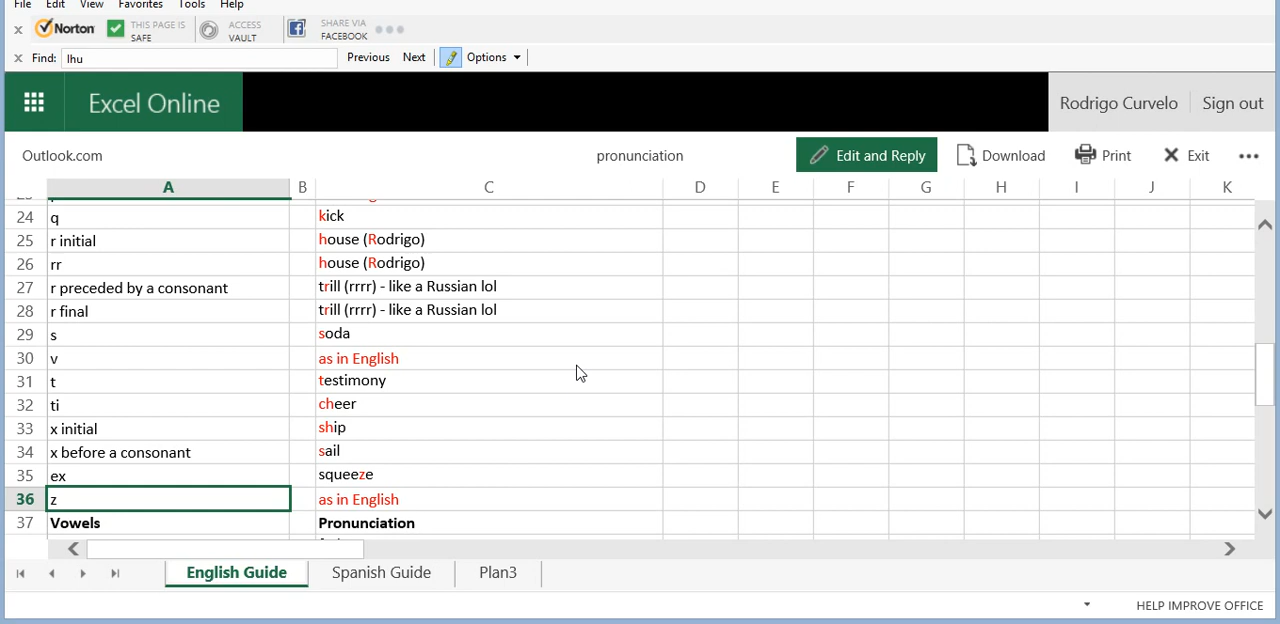 File Edit View Favorites Tools Help
x Norton THIS PAGE IS SAFE ACCESS VAULT SHARE VIA FACEBOOK
x Find: lhu Previous Next Options
Excel Online Rodrigo Curvelo Sign out
Outlook.com pronunciation Edit and Reply Download Print Exit
A B C D E F G H I J K
24 q kick
25 r initial house (Rodrigo)
26 rr house (Rodrigo)
27 r preceded by a consonant trill (rrrr) - like a Russian lol
28 r final trill (rrrr) - like a Russian lol
29 s soda
30 v as in English
31 t testimony
32 ti cheer
33 x initial ship
34 x before a consonant sail
35 ex squeeze
36 z as in English
37 Vowels Pronunciation
English Guide Spanish Guide Plan3
HELP IMPROVE OFFICE